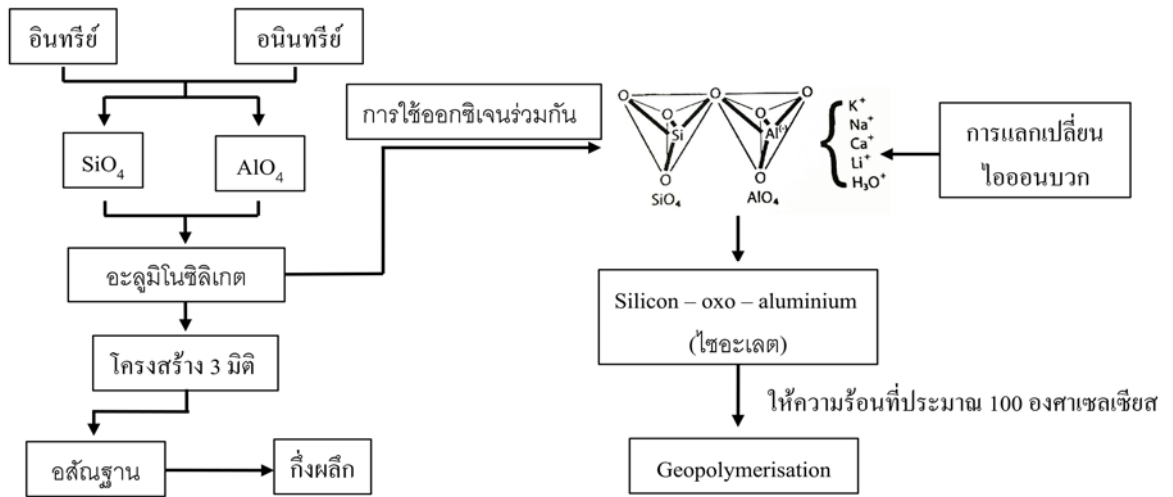 อินทรีย์
อนินทรีย์
SiO4
AlO4
อะลูมิโนซิลิเกต
โครงสร้าง 3 มิติ
อสัณฐาน
กึ่งผลึก
การใช้ออกซิเจนร่วมกัน
O O O
O O
Si Al(-)
O O
SiO4 AlO4
K+
Na+
Ca+
Li+
H3O+
การแลกเปลี่ยน
ไอออนบวก
Silicon – oxo – aluminium
(ไซอะเลต)
ให้ความร้อนที่ประมาณ 100 องศาเซลเซียส
Geopolymerisation